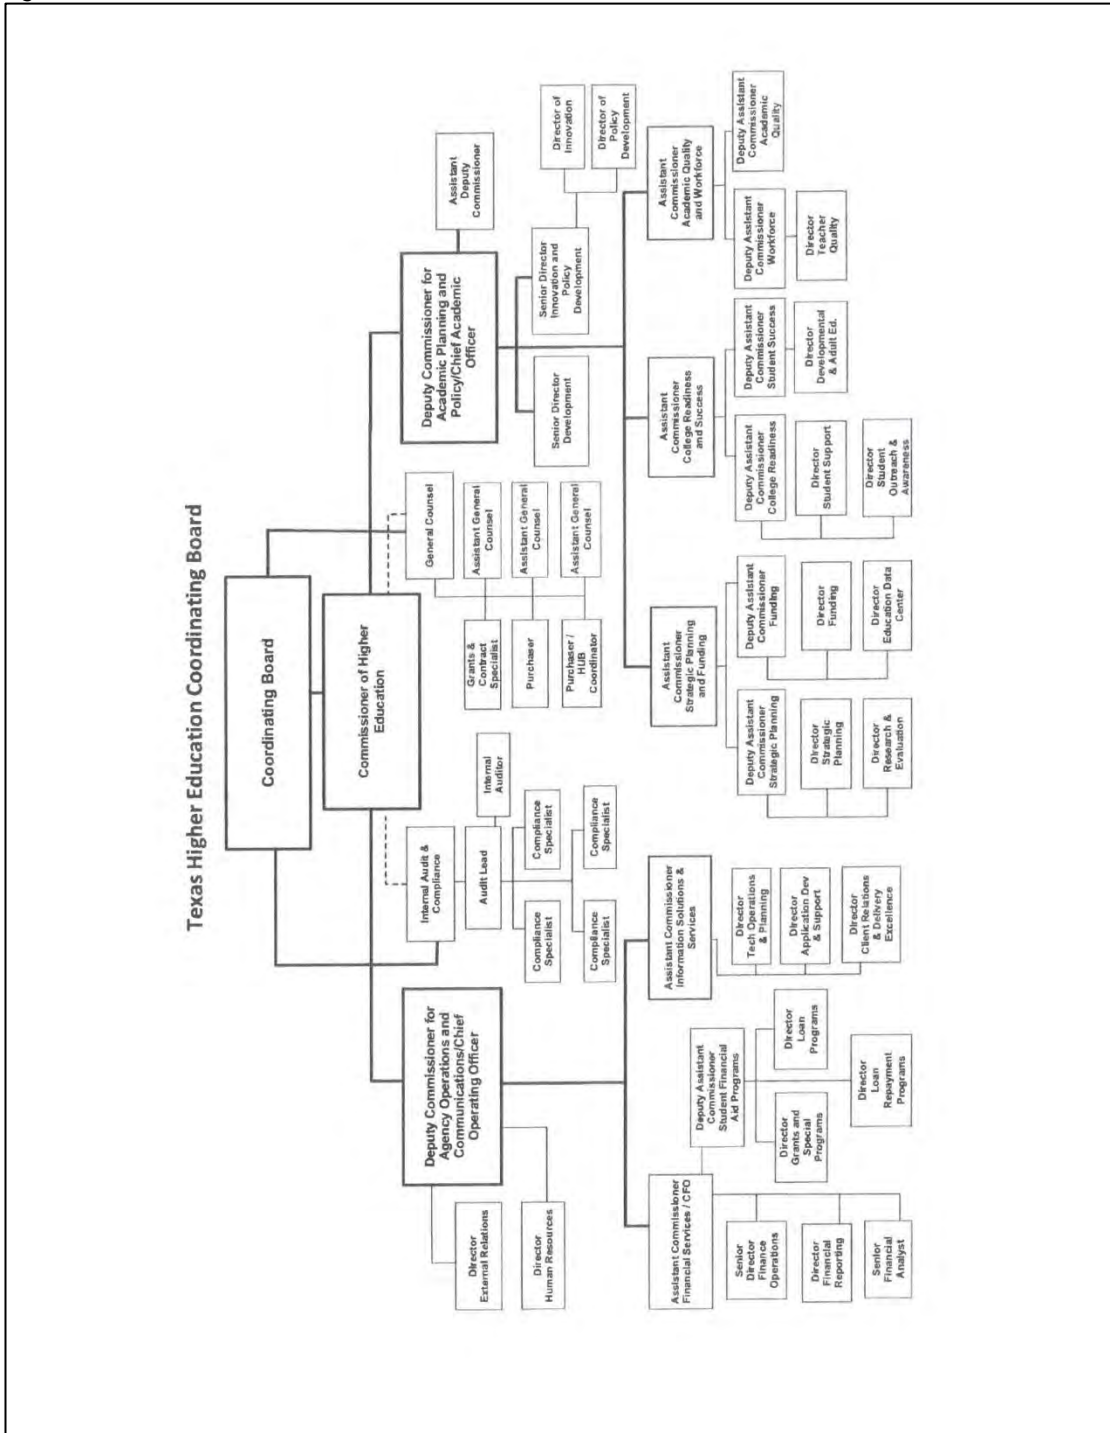 Texas Higher Education Coordinating Board
Coordinating Board
Commissioner of Higher
Education
Deputy Commissioner for
Agency Operations and
Communications/Chief
Operating Officer
Director
External Relations
Director
Human Resources
Internal Audit &
Compliance
Audit Lead
Internal
Auditor
Compliance
Specialist
Compliance
Specialist
Compliance
Specialist
Compliance
Specialist
General Counsel
Grants &
Contract
Specialist
Assistant General
Counsel
Purchaser
Assistant General
Counsel
Purchaser /
HUB
Coordinator
Assistant General
Counsel
Deputy Commissioner for
Academic Planning and
Policy/Chief Academic
Officer
Assistant
Deputy
Commissioner
Senior Director
Development
Senior Director
Innovation and
Policy
Development
Director of
Innovation
Director of
Policy
Development
Assistant Commissioner
Financial Services / CFO
Senior
Director
Finance
Operations
Director
Financial
Reporting
Senior
Financial
Analyst
Deputy Assistant
Commissioner
Student Financial
Aid Programs
Director
Grants and
Special
Programs
Director
Loan
Programs
Director
Loan
Repayment
Programs
Assistant Commissioner
Information Solutions &
Services
Director
Tech Operations
& Planning
Director
Application Dev
& Support
Director
Client Relations
& Delivery
Excellence
Assistant
Commissioner
Strategic Planning
and Funding
Deputy Assistant
Commissioner
Strategic Planning
Director
Strategic
Planning
Director
Research &
Evaluation
Deputy Assistant
Commissioner
Funding
Director
Funding
Director
Education Data
Center
Assistant
Commissioner
College Readiness
and Success
Deputy Assistant
Commissioner
College Readiness
Director
Student Support
Director
Student
Outreach &
Awareness
Deputy Assistant
Commissioner
Student Success
Director
Developmental
& Adult Ed.
Assistant
Commissioner
Academic Quality
and Workforce
Deputy Assistant
Commissioner
Workforce
Director
Teacher
Quality
Deputy Assistant
Commissioner
Academic
Quality